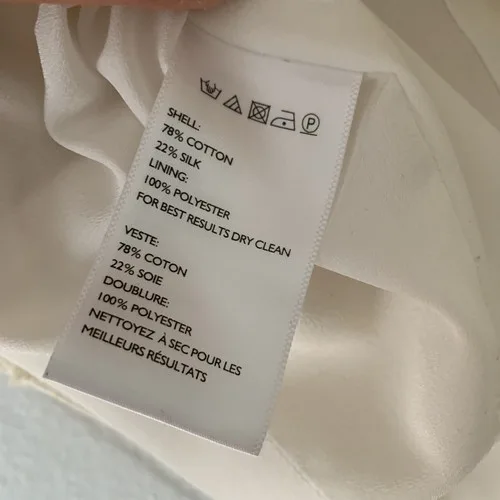 P
SHELL:
78% COTTON
22% SILK
LINING:
100% POLYESTER
FOR BEST RESULTS DRY CLEAN
VESTE:
78% COTON
22% SOIE
DOUBLURE:
100% POLYESTER
NETTOYEZ À SEC POUR LES
MEILLEURS RÉSULTATS